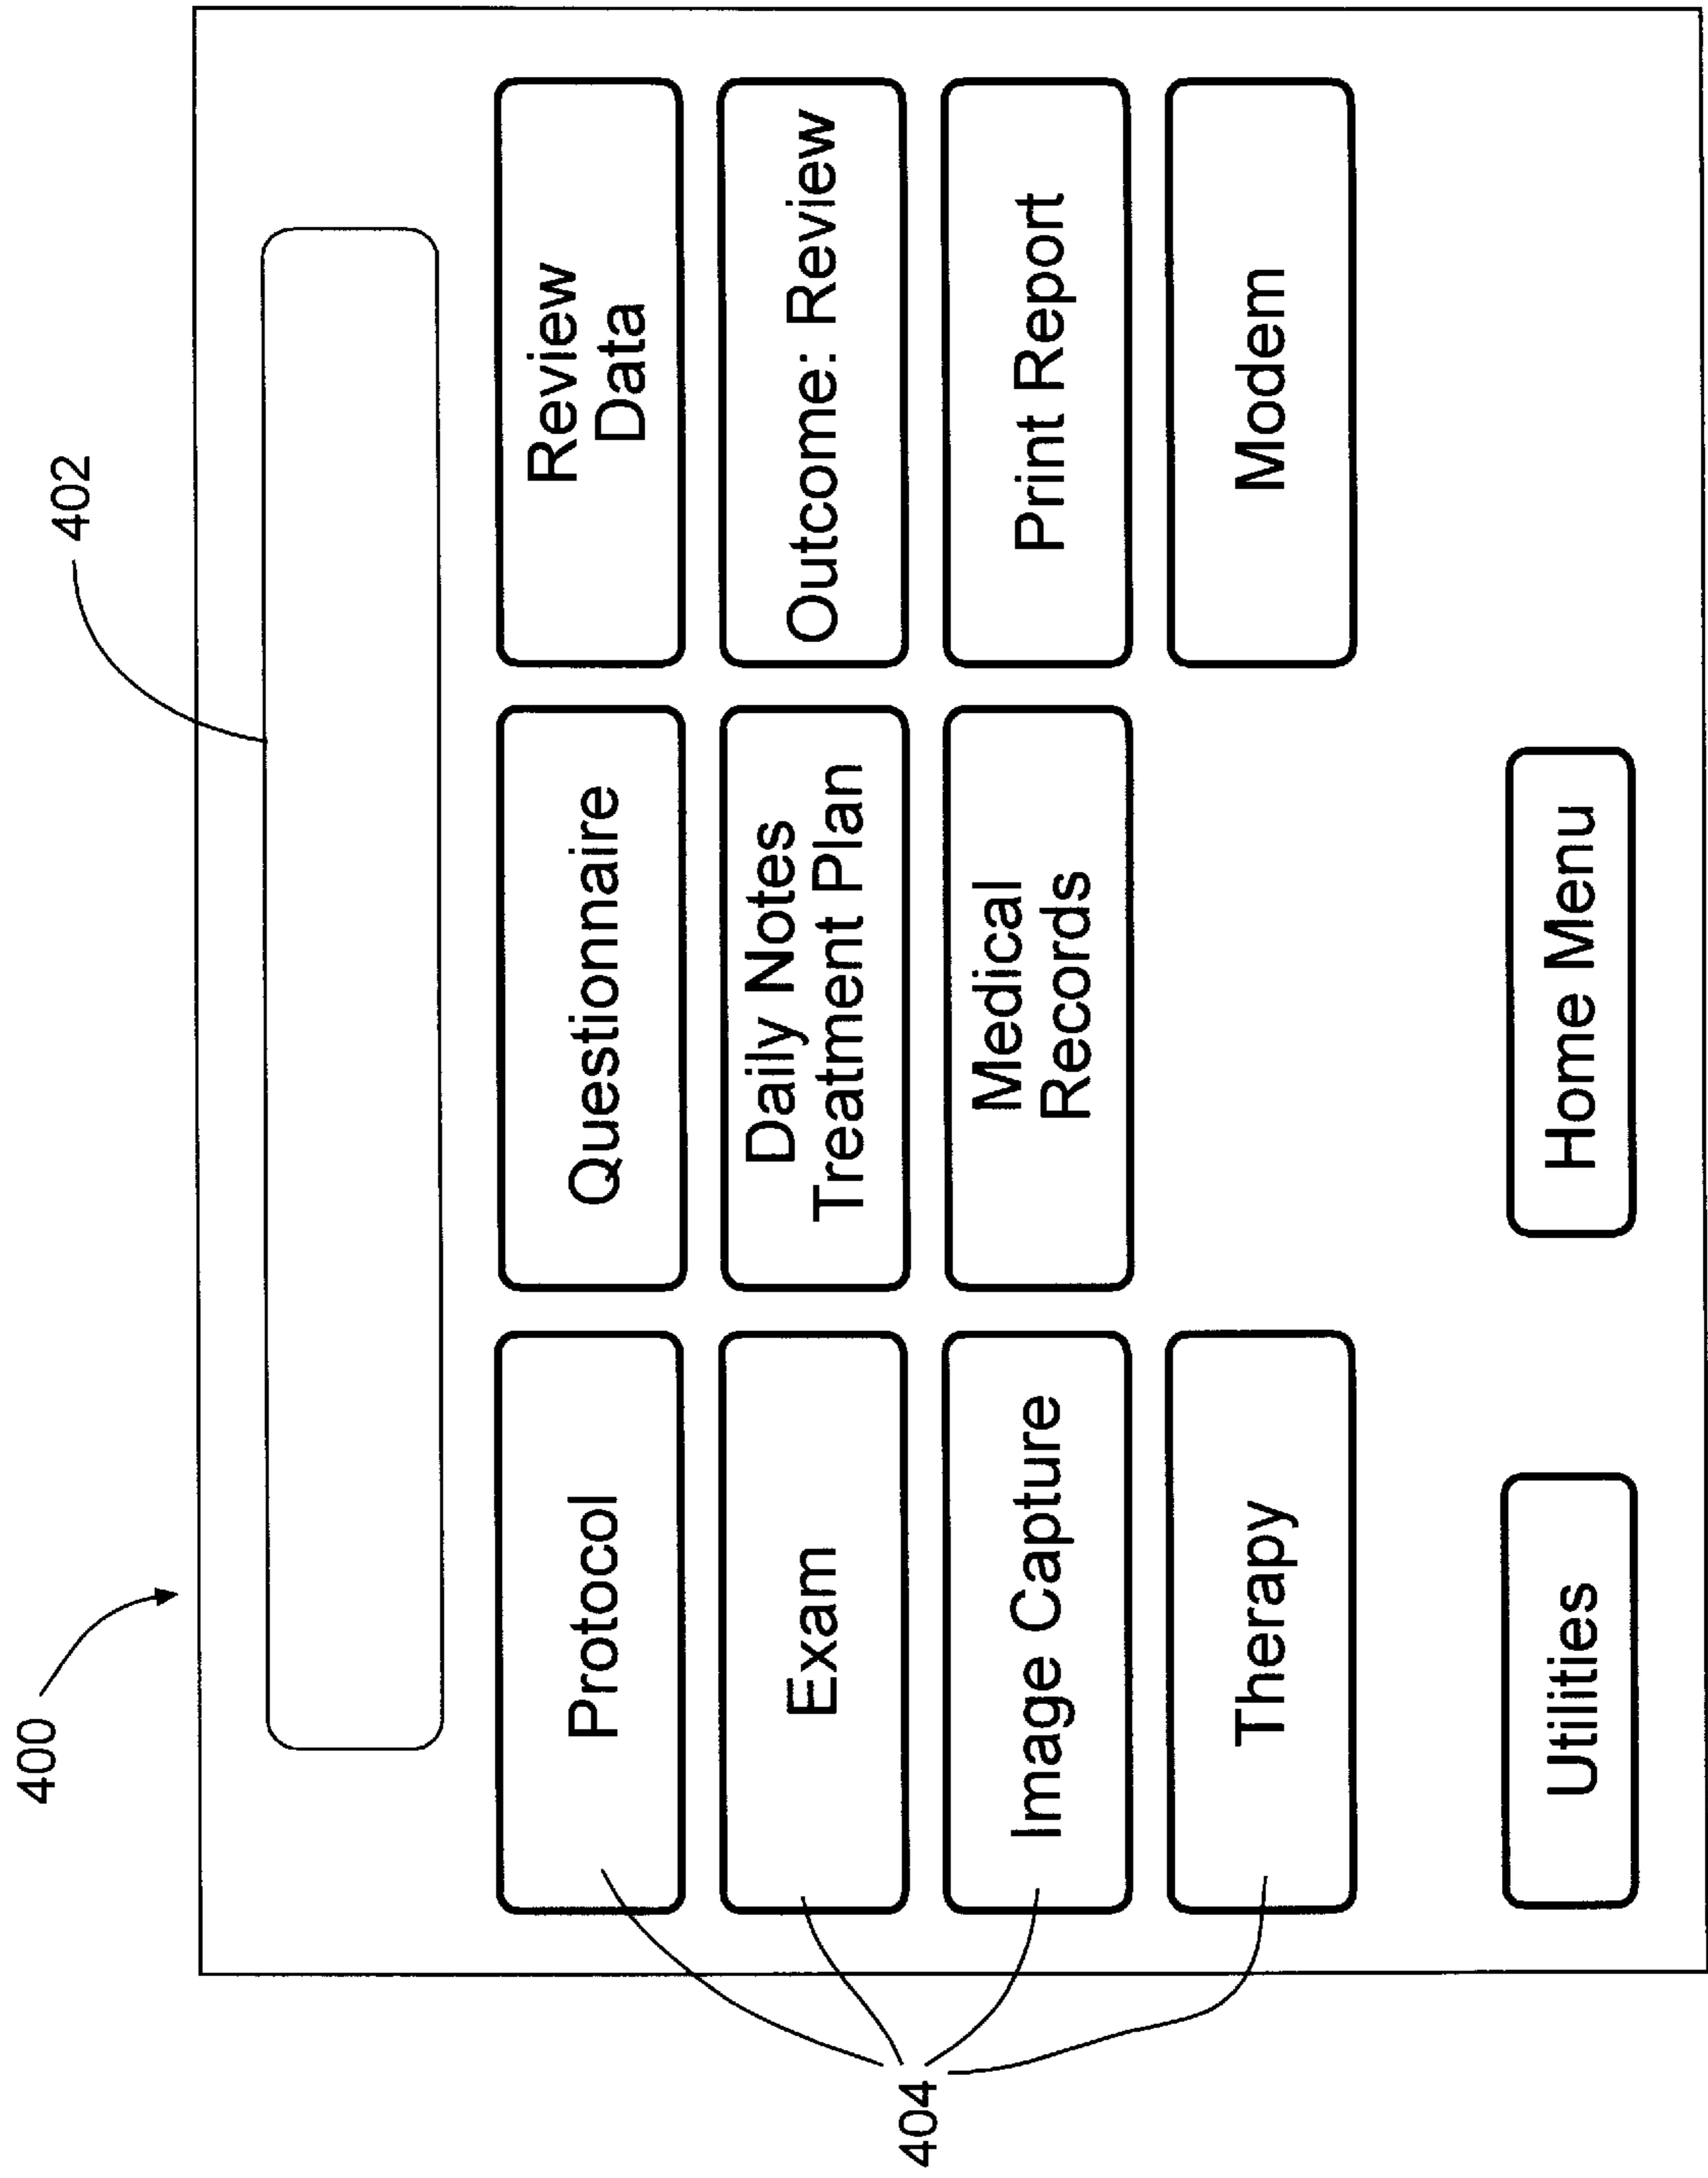 400
402
Protocol
Questionnaire
Review
Data
Exam
Daily Notes
Treatment Plan
Outcome: Review
404
Image Capture
Medical
Records
Print Report
Therapy
Modem
Utilities
Home Menu